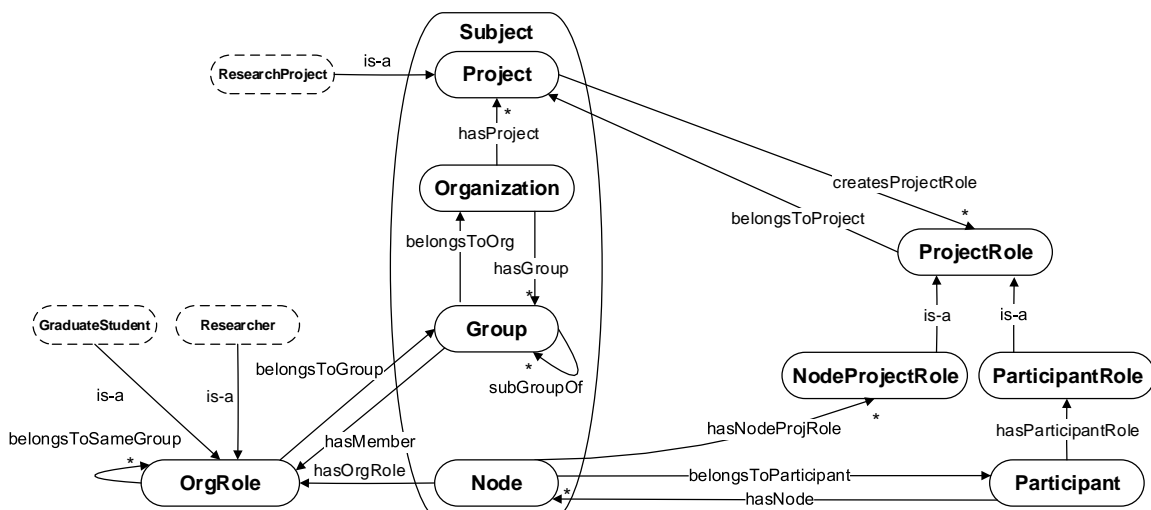 Subject
ResearchProject
is-a
Project
*
hasProject
Organization
createsProjectRole
belongsToProject
*
belongsToOrg
hasGroup
*
ProjectRole
GraduateStudent
Researcher
Group
is-a
is-a
belongsToGroup
*
subGroupOf
NodeProjectRole
ParticipantRole
is-a
is-a
*
belongsToSameGroup
*
hasMember
hasNodeProjRole
hasParticipantRole
hasOrgRole
OrgRole
Node
belongsToParticipant
*
hasNode
Participant